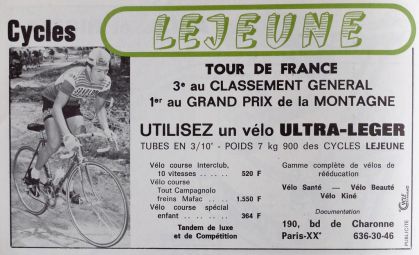 Cycles LEJEUNE
TOUR DE FRANCE
3e au CLASSEMENT GENERAL
1er au GRAND PRIX de la MONTAGNE
UTILISEZ un vélo ULTRA-LEGER
TUBES EN 3/10° - POIDS 7 kg 900 des CYCLES LEJEUNE
Vélo course Interclub,
10 vitesses .. .. .. 520 F
Vélo course
Tout Campagnolo
freins Mafac .. .. 1.550 F
Vélo course spécial
enfant .. .. .. .. 364 F
Tandem de luxe
et de Compétition
Gamme complète de vélos de
rééducation
Vélo Santé — Vélo Beauté
Vélo Kiné
Documentation
190, bd de Charonne
Paris-XX° 636-30-46
PUBLICITE